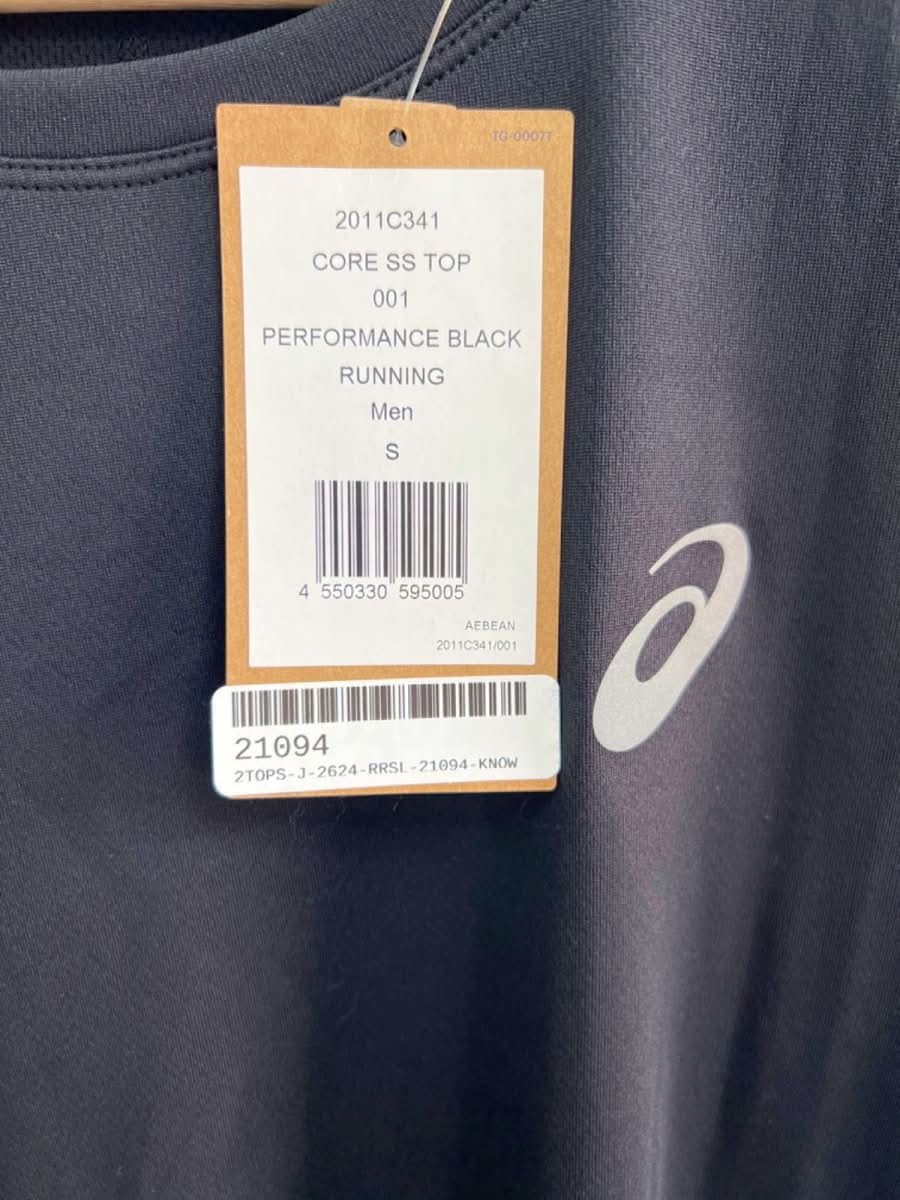 TG-0007T
2011C341
CORE SS TOP
001
PERFORMANCE BLACK
RUNNING
Men
S
4 550330 595005
AEBEAN
2011C341/001
21094
2TOPS-J-2624-RRSL-21094-KNOW